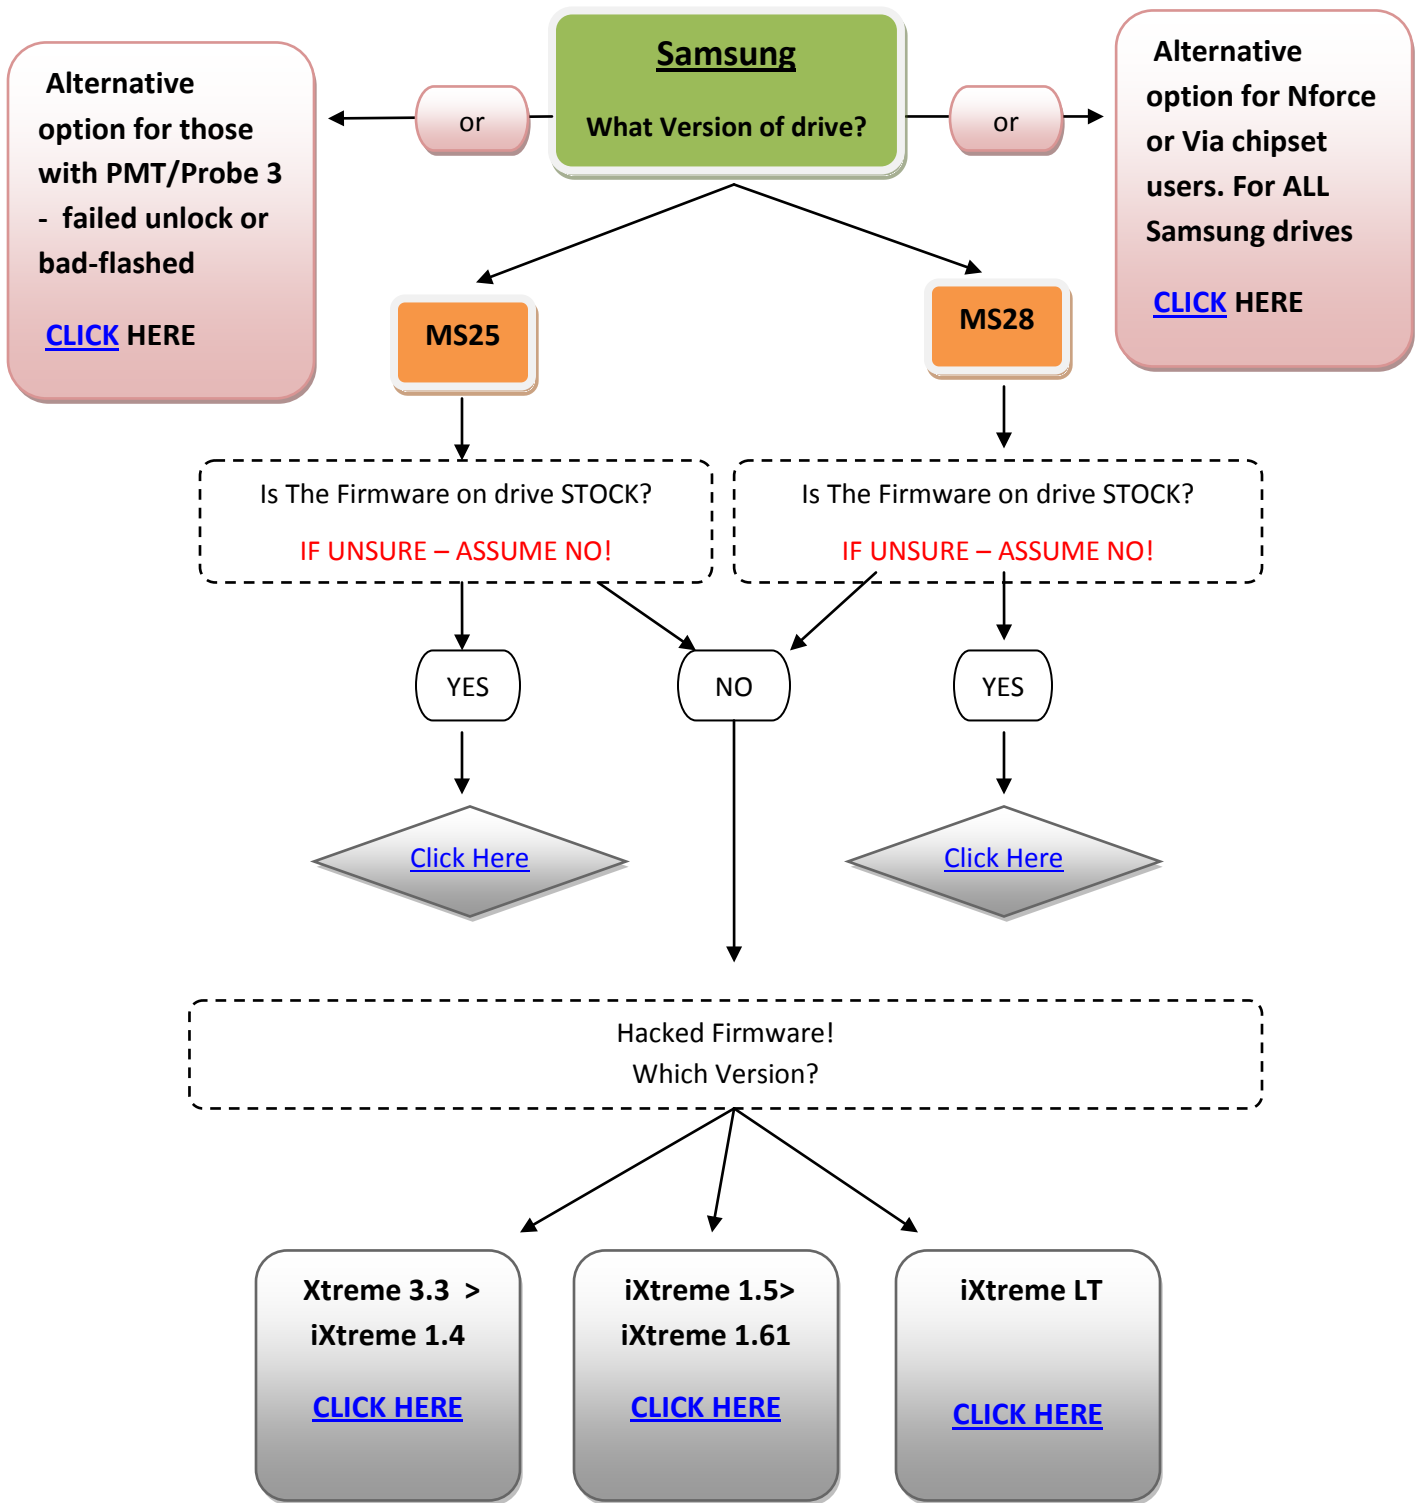 Samsung
What Version of drive?
Alternative
option for those
with PMT/Probe 3
- failed unlock or
bad-flashed
CLICK HERE
or
or
Alternative
option for Nforce
or Via chipset
users. For ALL
Samsung drives
CLICK HERE
MS25
MS28
Is The Firmware on drive STOCK?
IF UNSURE – ASSUME NO!
Is The Firmware on drive STOCK?
IF UNSURE – ASSUME NO!
YES
NO
YES
Click Here
Click Here
Hacked Firmware!
Which Version?
Xtreme 3.3 >
iXtreme 1.4
CLICK HERE
iXtreme 1.5>
iXtreme 1.61
CLICK HERE
iXtreme LT
CLICK HERE